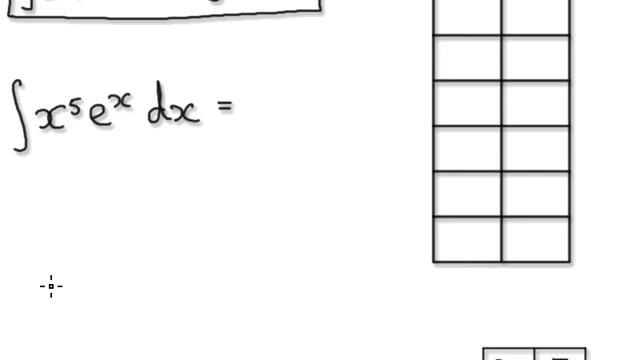 ∫x⁵eˣ dx =